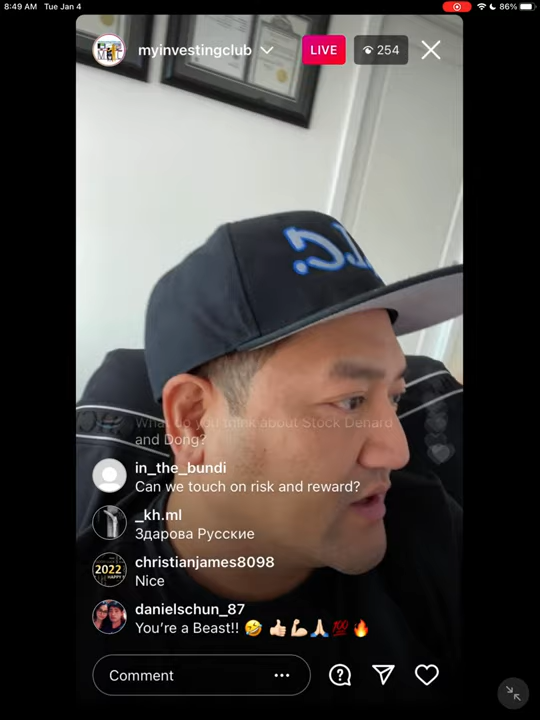 8:49 AM Tue Jan 4
86%
myinvestingclub
LIVE
254
What do you think about Stock Denard
and Dong?
in_the_bundi
Can we touch on risk and reward?
_kh.ml
Здарова Русские
christianjames8098
2022
Nice
danielschun_87
You’re a Beast!! 🤣 👍🏻💪🏻🙏🏻💯🔥
Comment